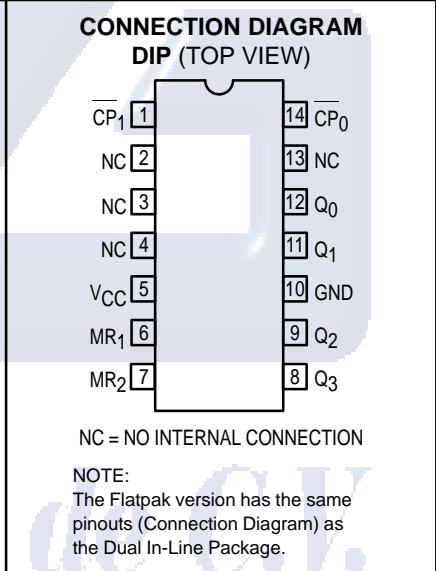 CONNECTION DIAGRAM
DIP (TOP VIEW)
CP1 1 14 CP0
NC 2 13 NC
NC 3 12 Q0
NC 4 11 Q1
VCC 5 10 GND
MR1 6 9 Q2
MR2 7 8 Q3
NC = NO INTERNAL CONNECTION
NOTE:
The Flatpak version has the same
pinouts (Connection Diagram) as
the Dual In-Line Package.
de C.V.